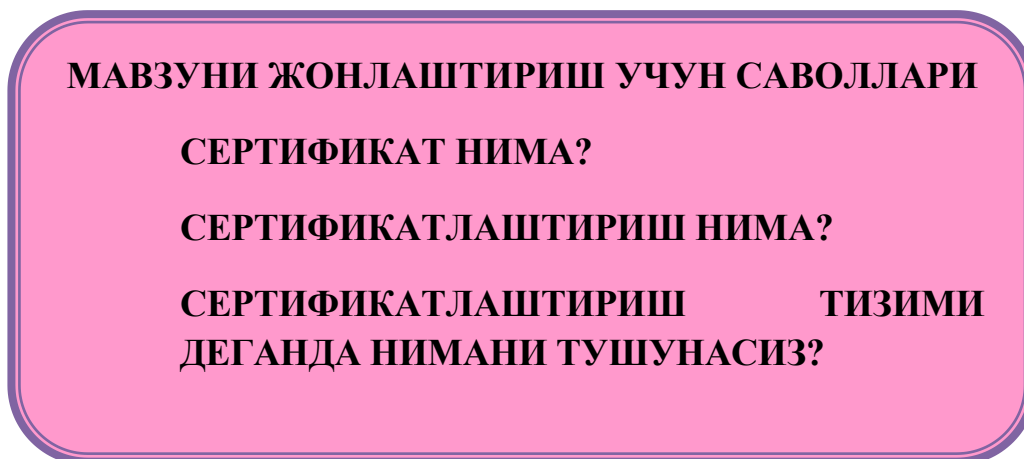 МАВЗУНИ ЖОНЛАШТИРИШ УЧУН САВОЛЛАРИ
СЕРТИФИКАТ НИМА?
СЕРТИФИКАТЛАШТИРИШ НИМА?
СЕРТИФИКАТЛАШТИРИШ ТИЗИМИ
ДЕГАНДА НИМАНИ ТУШУНАСИЗ?